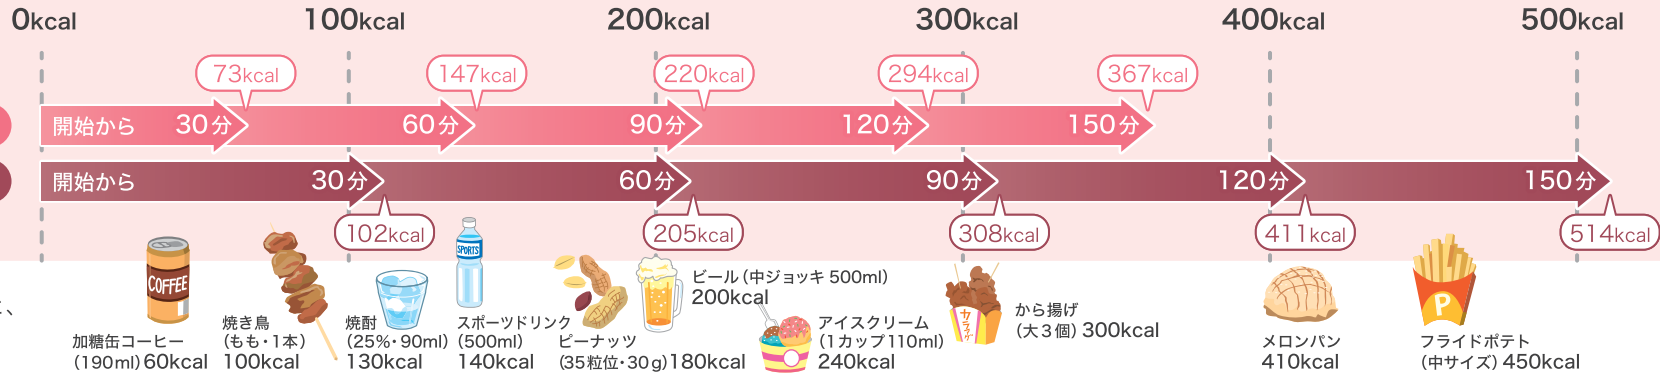 0kcal 100kcal 200kcal 300kcal 400kcal 500kcal
73kcal 147kcal 220kcal 294kcal 367kcal
開始から 30分 60分 90分 120分 150分
開始から 30分 60分 90分 120分 150分
102kcal 205kcal 308kcal 411kcal 514kcal
COFFEE
加糖缶コーヒー
（190ml）60kcal
焼き鳥
（もも・1本）
100kcal
焼酎
（25%・90ml）
130kcal
SPORTS
スポーツドリンク
（500ml）
140kcal
ピーナッツ
（35粒位・30g）180kcal
ビール（中ジョッキ 500ml）
200kcal
アイスクリーム
（1カップ110ml）
240kcal
カラアゲ
から揚げ
（大３個）300kcal
メロンパン
410kcal
P
フライドポテト
（中サイズ）450kcal